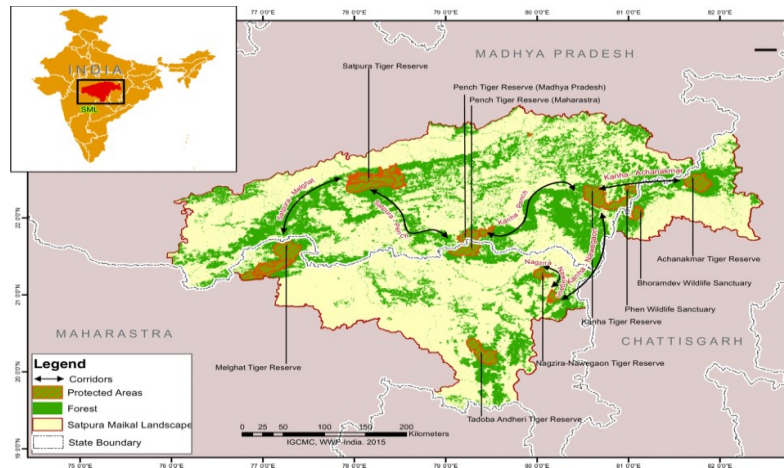 77 0'0"E
78 0'0"E
79 0'0"E
80 0'0"E
81 0'0"E
82 0'0"E
INDIA
SML
MADHYA PRADESH
Satpura Tiger Reserve
Pench Tiger Reserve (Madhya Pradesh)
Pench Tiger Reserve (Maharastra)
Kanha - Achanakmar
Satpura - Melghat
Satpura - Pench
Kanha - Pench
22 0'0"N
Achanakmar Tiger Reserve
Nagzira
Bhoramdev Wildlife Sanctuary
21 0'0"N
Phen Wildlife Sanctuary
Kanha Tiger Reserve
MAHARASTRA
CHATTISGARH
Legend
Corridors
Protected Areas
Forest
Satpura Maikal Landscape
State Boundary
Melghat Tiger Reserve
Nagzira-Nawegaon Tiger Reserve
20 0'0"N
Tadoba Andheri Tiger Reserve
0 25 50 100 150 200
Kilometers
IGCMC, WWF-India. 2015
19 0'0"N
75 0'0"E
76 0'0"E
77 0'0"E
78 0'0"E
79 0'0"E
80 0'0"E
81 0'0"E
82 0'0"E